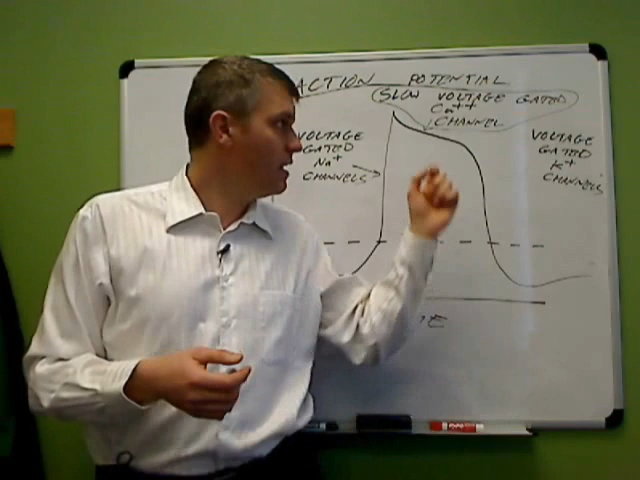 ACTION POTENTIAL
SLOW VOLTAGE GATED
Ca++
CHANNEL
VOLTAGE
GATED
Na+
CHANNELS
VOLTAGE
GATED
K+
CHANNELS